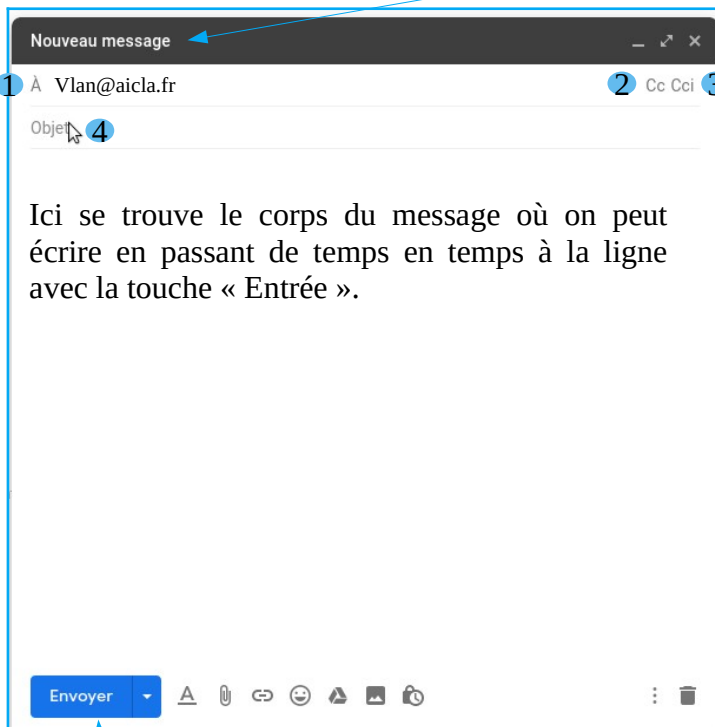 Nouveau message
1 À Vlan@aicla.fr 2 Cc Cci 3
Objet 4
Ici se trouve le corps du message où on peut
écrire en passant de temps en temps à la ligne
avec la touche « Entrée ».
Envoyer A